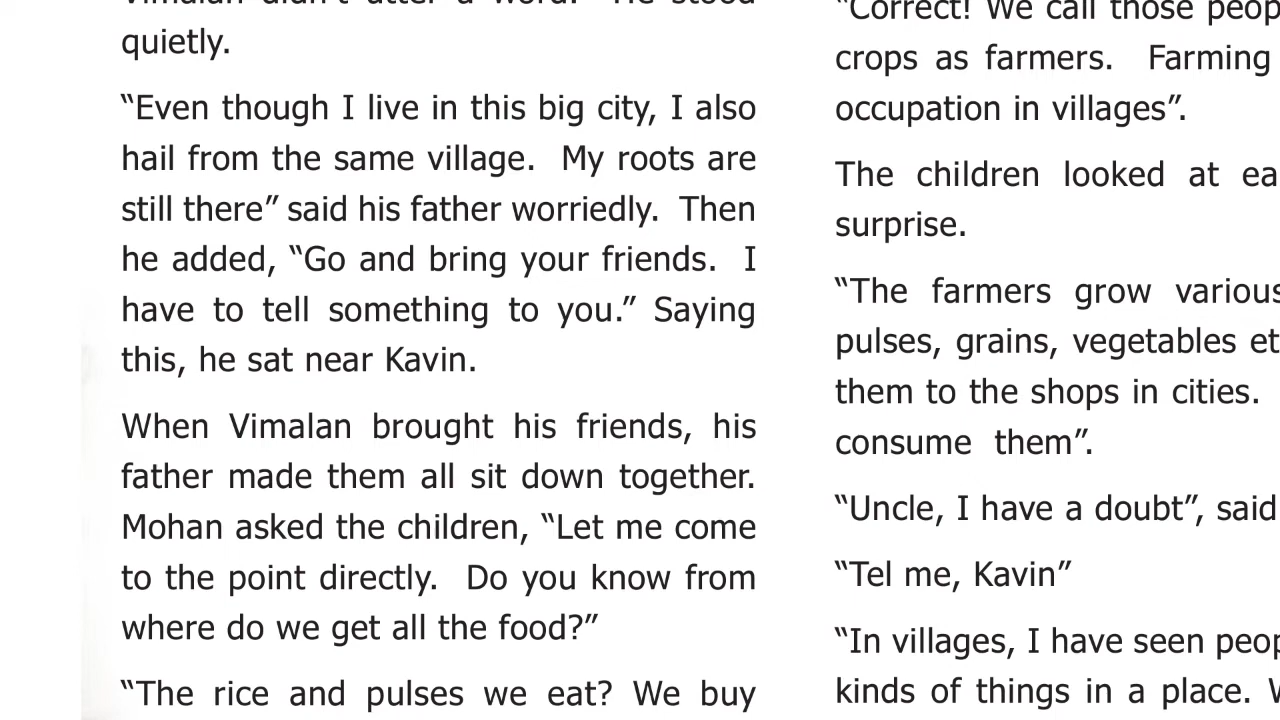 quietly.
“Even though I live in this big city, I also
hail from the same village. My roots are
still there” said his father worriedly. Then
he added, “Go and bring your friends. I
have to tell something to you.” Saying
this, he sat near Kavin.
When Vimalan brought his friends, his
father made them all sit down together.
Mohan asked the children, “Let me come
to the point directly. Do you know from
where do we get all the food?”
“The rice and pulses we eat? We buy
“Correct! We call those
crops as farmers. Farming
occupation in villages”.
The children looked at
surprise.
“The farmers grow various
pulses, grains, vegetables
them to the shops in cities.
consume them”.
“Uncle, I have a doubt”, said
“Tel me, Kavin”
“In villages, I have seen
kinds of things in a place.